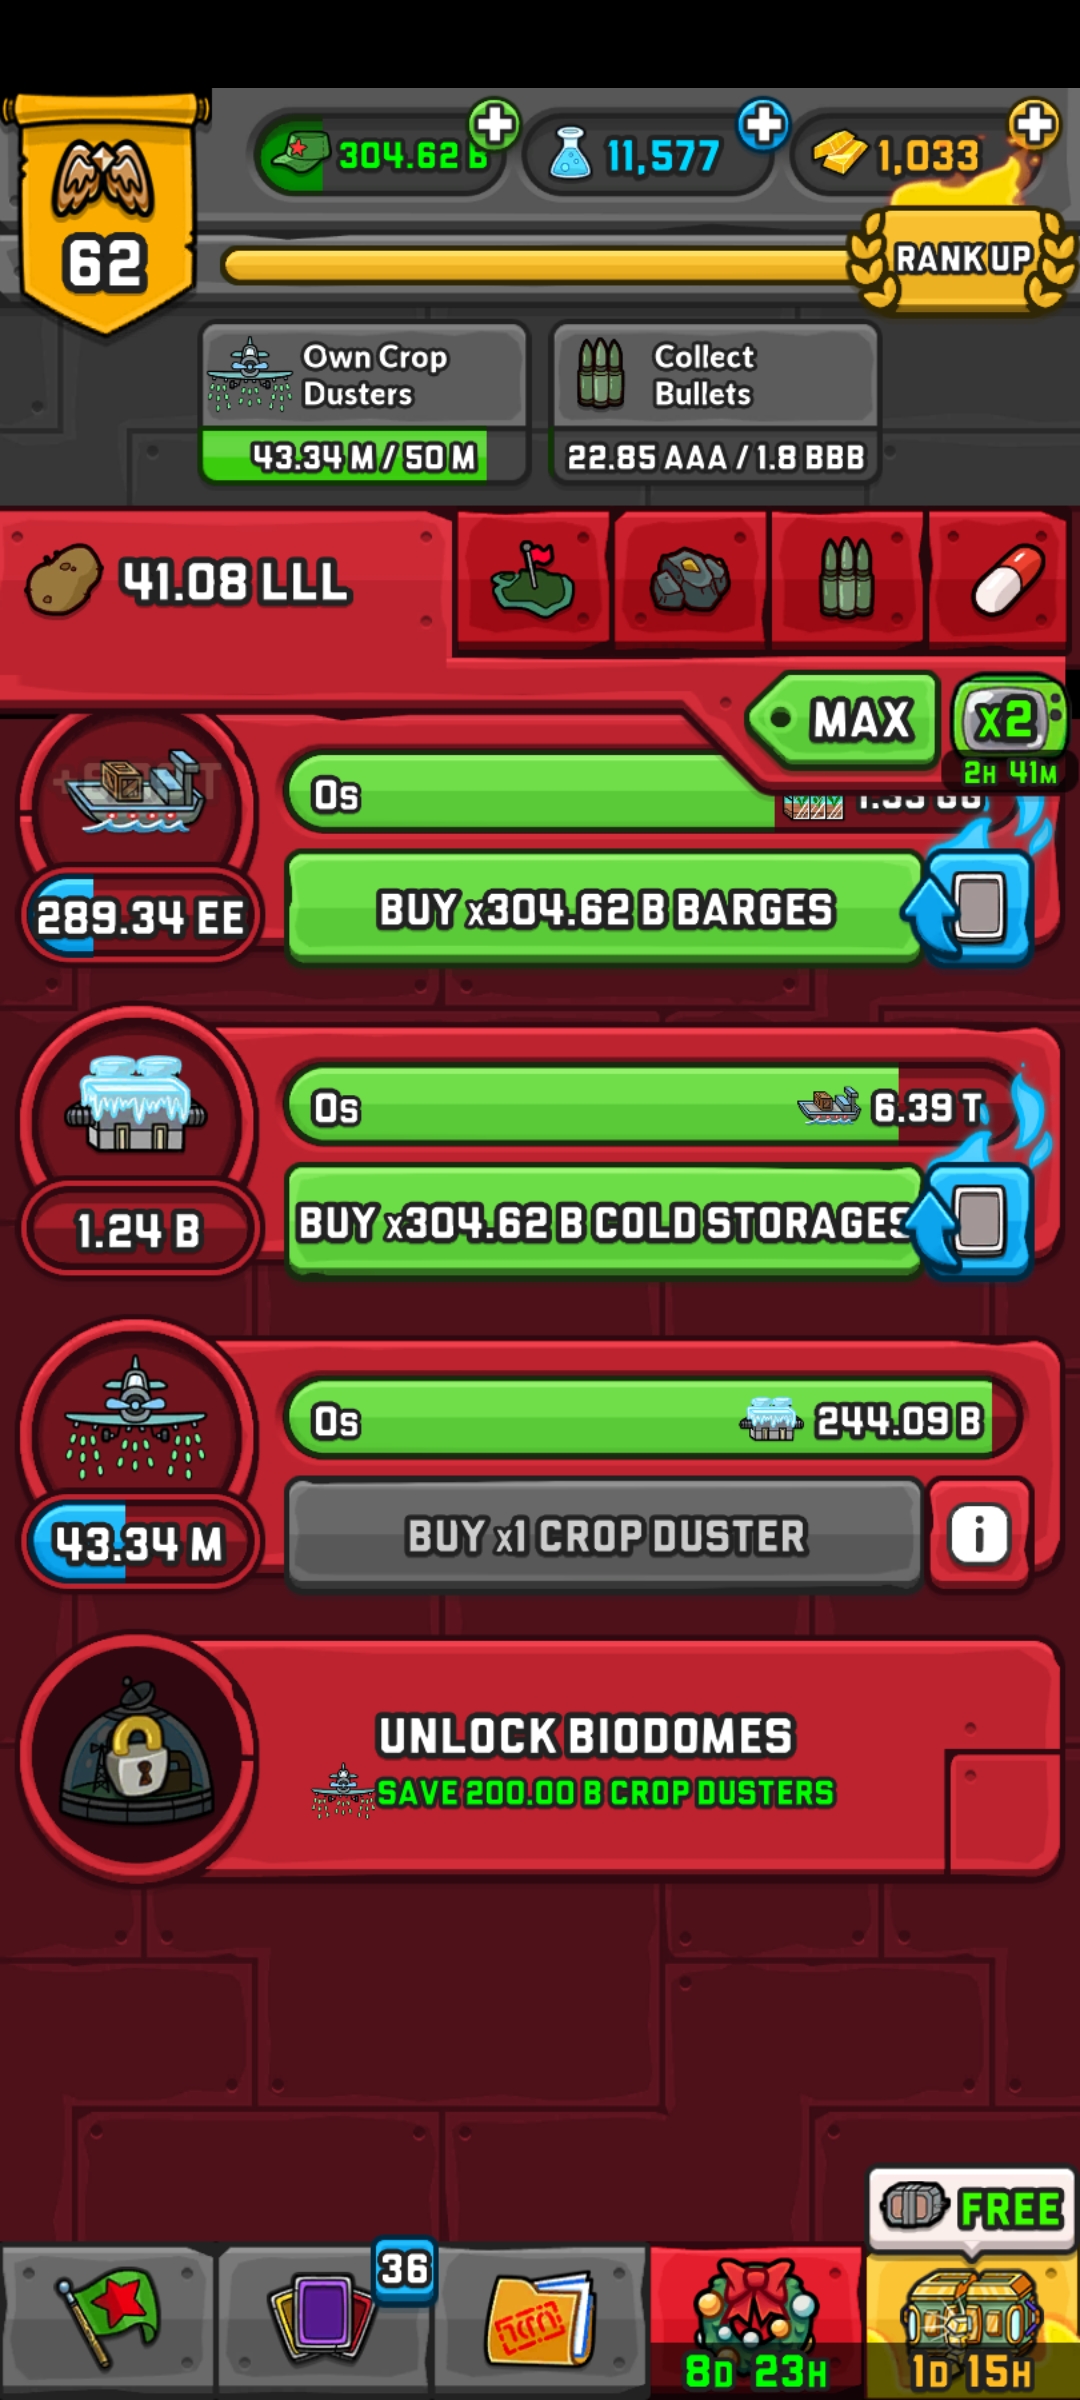 304.62 B
11,577
1,033
62
RANK UP
Own Crop
Dusters
43.34 M / 50 M
Collect
Bullets
22.85 AAA / 1.8 BBB
41.08 LLL
MAX
x2
2H 41M
0s
289.34 EE
BUY x304.62 B BARGES
0s
6.39 T
1.24 B
BUY x304.62 B COLD STORAGES
0s
244.09 B
43.34 M
BUY x1 CROP DUSTER
i
UNLOCK BIODOMES
SAVE 200.00 B CROP DUSTERS
FREE
36
8D 23H
1D 15H